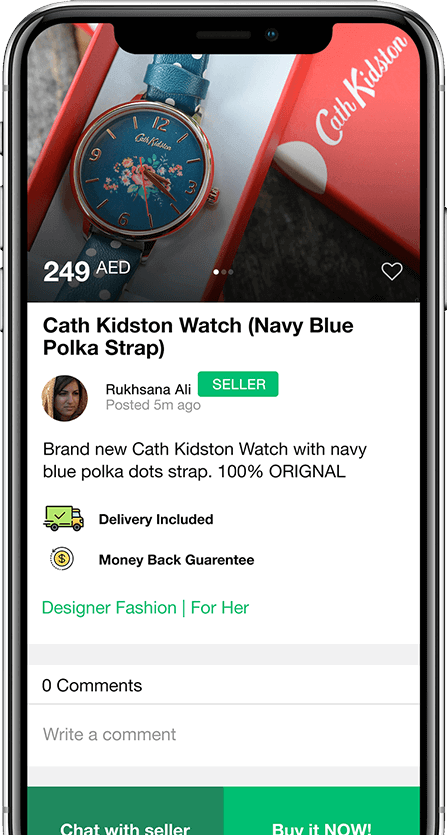 Cath Kidston
12
Cath Kidston
9
249 AED
Cath Kidston Watch (Navy Blue
Polka Strap)
Rukhsana Ali SELLER
Posted 5m ago
Brand new Cath Kidston Watch with navy
blue polka dots strap. 100% ORIGNAL
Delivery Included
Money Back Guarentee
Designer Fashion | For Her
0 Comments
Write a comment
Chat with seller
Buy it NOW!